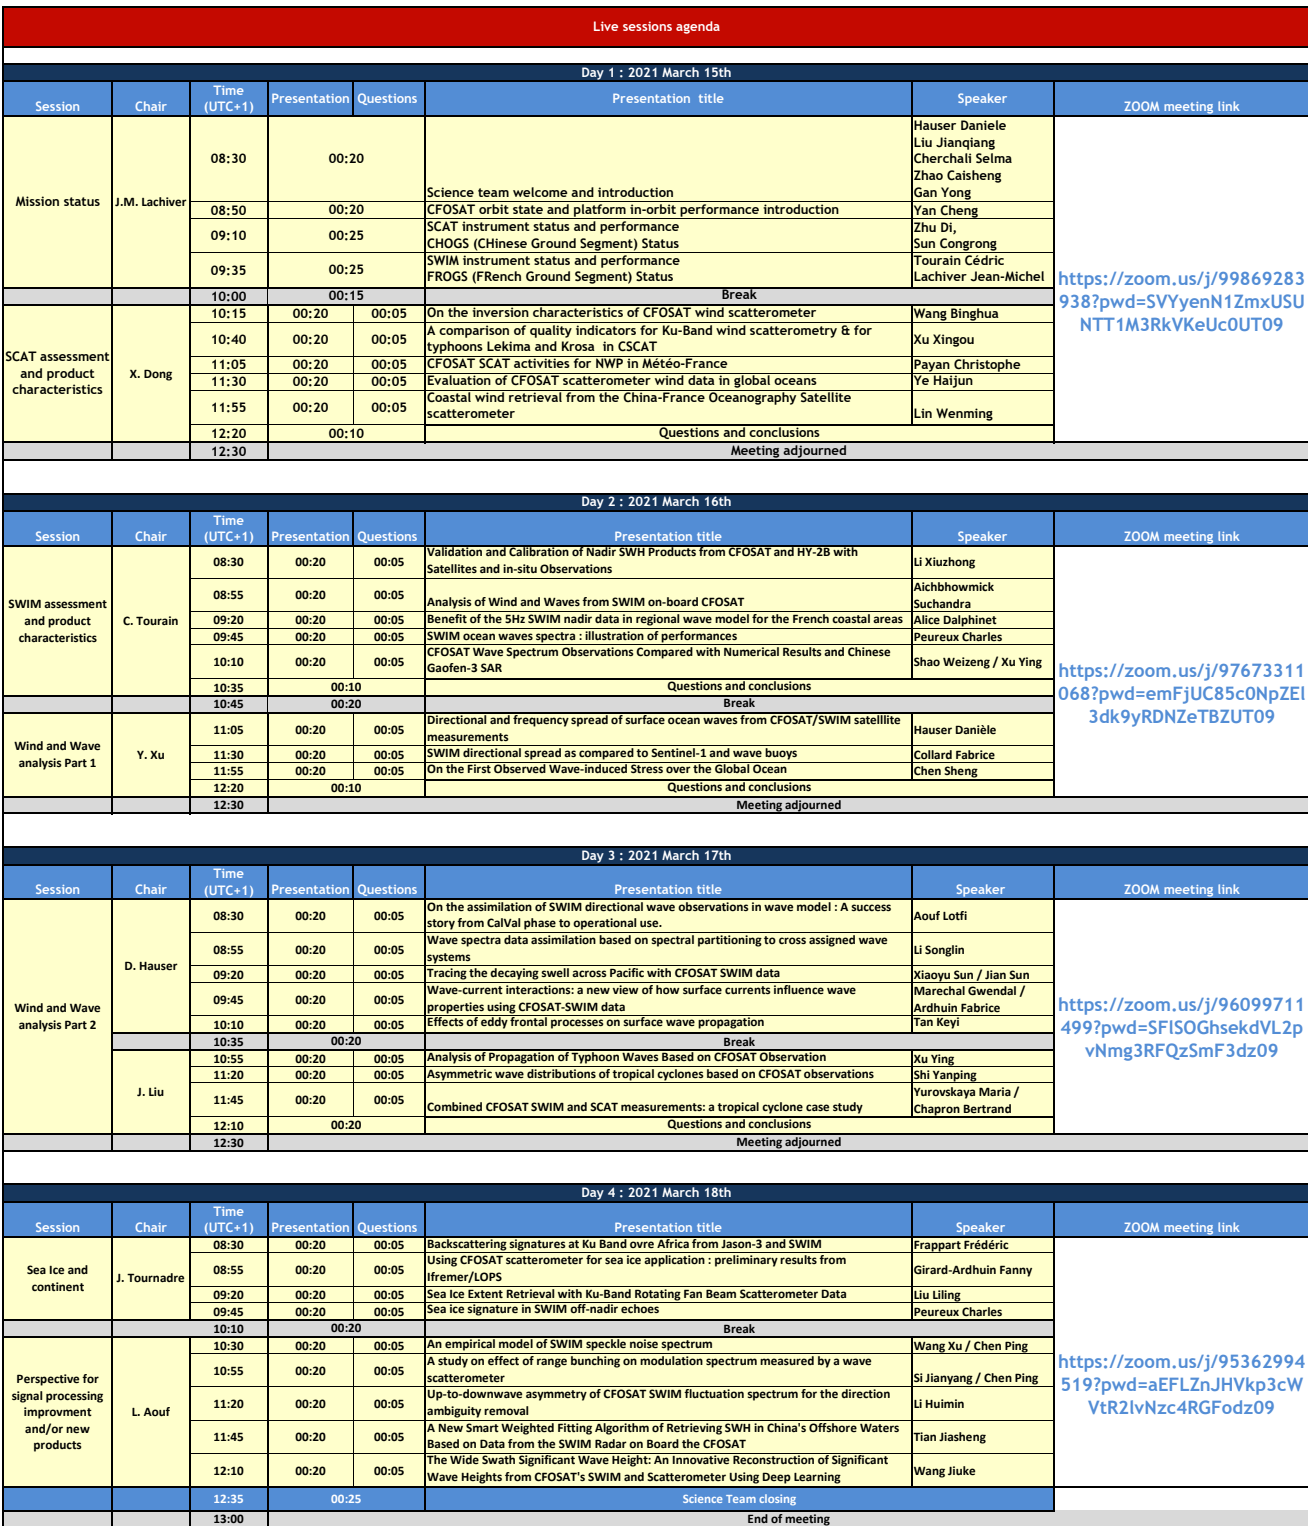 Live sessions agenda
Day 1 : 2021 March 15th
Session Chair Time (UTC+1) Presentation Questions Presentation title Speaker ZOOM meeting link
Mission status
J.M. Lachiver
08:30 00:20 Science team welcome and introduction
Hauser Daniele
Liu Jianqiang
Cherchali Selma
Zhao Caisheng
Gan Yong
08:50 00:20 CFOSAT orbit state and platform in-orbit performance introduction Yan Cheng
09:10 00:25 SCAT instrument status and performance
CHOGS (CHinese Ground Segment) Status
Zhu Di,
Sun Congrong
09:35 00:25 SWIM instrument status and performance
FROGS (FRench Ground Segment) Status
Tourain Cédric
Lachiver Jean-Michel
10:00 00:15 Break
https://zoom.us/j/99869283
938?pwd=SVYyenN1ZmxUSU
NTT1M3RkVKeUc0UT09
SCAT assessment
and product
characteristics
X. Dong
10:15 00:20 00:05 On the inversion characteristics of CFOSAT wind scatterometer Wang Binghua
10:40 00:20 00:05 A comparison of quality indicators for Ku-Band wind scatterometry & for
typhoons Lekima and Krosa in CSCAT Xu Xingou
11:05 00:20 00:05 CFOSAT SCAT activities for NWP in Météo-France Payan Christophe
11:30 00:20 00:05 Evaluation of CFOSAT scatterometer wind data in global oceans Ye Haijun
11:55 00:20 00:05 Coastal wind retrieval from the China-France Oceanography Satellite
scatterometer Lin Wenming
12:20 00:10 Questions and conclusions
12:30 Meeting adjourned
Day 2 : 2021 March 16th
Session Chair Time (UTC+1) Presentation Questions Presentation title Speaker ZOOM meeting link
SWIM assessment
and product
characteristics
C. Tourain
08:30 00:20 00:05 Validation and Calibration of Nadir SWH Products from CFOSAT and HY-2B with
Satellites and in-situ Observations Li Xiuzhong
08:55 00:20 00:05 Analysis of Wind and Waves from SWIM on-board CFOSAT
Aichbhowmick
Suchandra
09:20 00:20 00:05 Benefit of the 5Hz SWIM nadir data in regional wave model for the French coastal areas Alice Dalphinet
09:45 00:20 00:05 SWIM ocean waves spectra : illustration of performances Peureux Charles
10:10 00:20 00:05 CFOSAT Wave Spectrum Observations Compared with Numerical Results and Chinese
Gaofen-3 SAR Shao Weizeng / Xu Ying
10:35 00:10 Questions and conclusions
10:45 00:20 Break
https://zoom.us/j/97673311
068?pwd=emFjUC85c0NpZEl
3dk9yRDNZeTBZUT09
Wind and Wave
analysis Part 1
Y. Xu
11:05 00:20 00:05 Directional and frequency spread of surface ocean waves from CFOSAT/SWIM satelllite
measurements Hauser Danièle
11:30 00:20 00:05 SWIM directional spread as compared to Sentinel-1 and wave buoys Collard Fabrice
11:55 00:20 00:05 On the First Observed Wave-induced Stress over the Global Ocean Chen Sheng
12:20 00:10 Questions and conclusions
12:30 Meeting adjourned
Day 3 : 2021 March 17th
Session Chair Time (UTC+1) Presentation Questions Presentation title Speaker ZOOM meeting link
Wind and Wave
analysis Part 2
D. Hauser
08:30 00:20 00:05 On the assimilation of SWIM directional wave observations in wave model : A success
story from CalVal phase to operational use. Aouf Lotfi
08:55 00:20 00:05 Wave spectra data assimilation based on spectral partitioning to cross assigned wave
systems Li Songlin
09:20 00:20 00:05 Tracing the decaying swell across Pacific with CFOSAT SWIM data Xiaoyu Sun / Jian Sun
09:45 00:20 00:05 Wave-current interactions: a new view of how surface currents influence wave
properties using CFOSAT-SWIM data
Marechal Gwendal /
Ardhuin Fabrice
10:10 00:20 00:05 Effects of eddy frontal processes on surface wave propagation Tan Keyi
10:35 00:20 Break
https://zoom.us/j/96099711
499?pwd=SFlSOGhsekdVL2p
vNmg3RFQzSmF3dz09
J. Liu
10:55 00:20 00:05 Analysis of Propagation of Typhoon Waves Based on CFOSAT Observation Xu Ying
11:20 00:20 00:05 Asymmetric wave distributions of tropical cyclones based on CFOSAT observations Shi Yanping
11:45 00:20 00:05 Combined CFOSAT SWIM and SCAT measurements: a tropical cyclone case study
Yurovskaya Maria /
Chapron Bertrand
12:10 00:20 Questions and conclusions
12:30 Meeting adjourned
Day 4 : 2021 March 18th
Session Chair Time (UTC+1) Presentation Questions Presentation title Speaker ZOOM meeting link
Sea Ice and
continent
J. Tournadre
08:30 00:20 00:05 Backscattering signatures at Ku Band ovre Africa from Jason-3 and SWIM Frappart Frédéric
08:55 00:20 00:05 Using CFOSAT scatterometer for sea ice application : preliminary results from
Ifremer/LOPS Girard-Ardhuin Fanny
09:20 00:20 00:05 Sea Ice Extent Retrieval with Ku-Band Rotating Fan Beam Scatterometer Data Liu Liling
09:45 00:20 00:05 Sea ice signature in SWIM off-nadir echoes Peureux Charles
10:10 00:20 Break
Perspective for
signal processing
improvment
and/or new
products
L. Aouf
10:30 00:20 00:05 An empirical model of SWIM speckle noise spectrum Wang Xu / Chen Ping
10:55 00:20 00:05 A study on effect of range bunching on modulation spectrum measured by a wave
scatterometer Si Jianyang / Chen Ping
https://zoom.us/j/95362994
519?pwd=aEFLZnJHVkp3cW
VtR2lvNzc4RGFodz09
11:20 00:20 00:05 Up-to-downwave asymmetry of CFOSAT SWIM fluctuation spectrum for the direction
ambiguity removal Li Huimin
11:45 00:20 00:05 A New Smart Weighted Fitting Algorithm of Retrieving SWH in China's Offshore Waters
Based on Data from the SWIM Radar on Board the CFOSAT Tian Jiasheng
12:10 00:20 00:05 The Wide Swath Significant Wave Height: An Innovative Reconstruction of Significant
Wave Heights from CFOSAT's SWIM and Scatterometer Using Deep Learning Wang Jiuke
12:35 00:25 Science Team closing
13:00 End of meeting